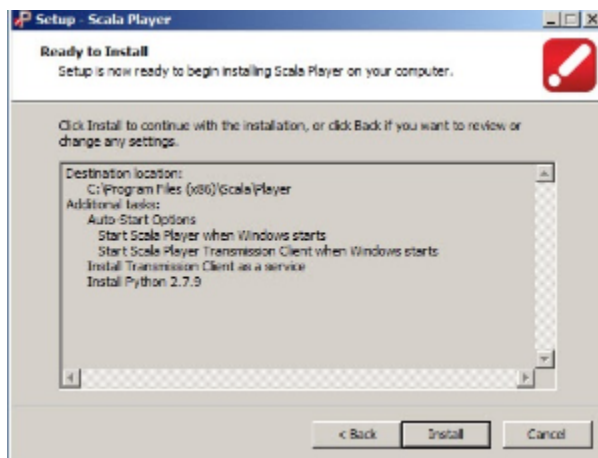 Setup - Scala Player
Ready to Install
Setup is now ready to begin installing Scala Player on your computer.
Click Install to continue with the installation, or click Back if you want to review or
change any settings.
Destination location:
C:\Program Files (x86)\Scala\Player
Additional tasks:
Auto-Start Options
Start Scala Player when Windows starts
Start Scala Player Transmission Client when Windows starts
Install Transmission Client as a service
Install Python 2.7.9
< Back
Install
Cancel